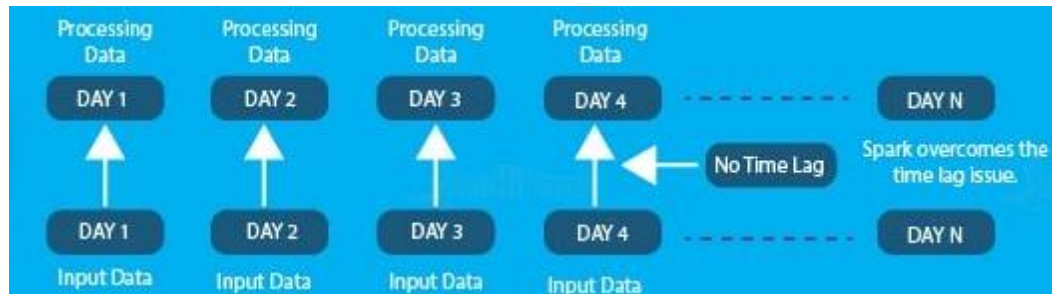 Processing Data
Processing Data
Processing Data
Processing Data
DAY 1
DAY 2
DAY 3
DAY 4
DAY N
No Time Lag
Spark overcomes the
time lag issue.
DAY 1
DAY 2
DAY 3
DAY 4
DAY N
Input Data
Input Data
Input Data
Input Data